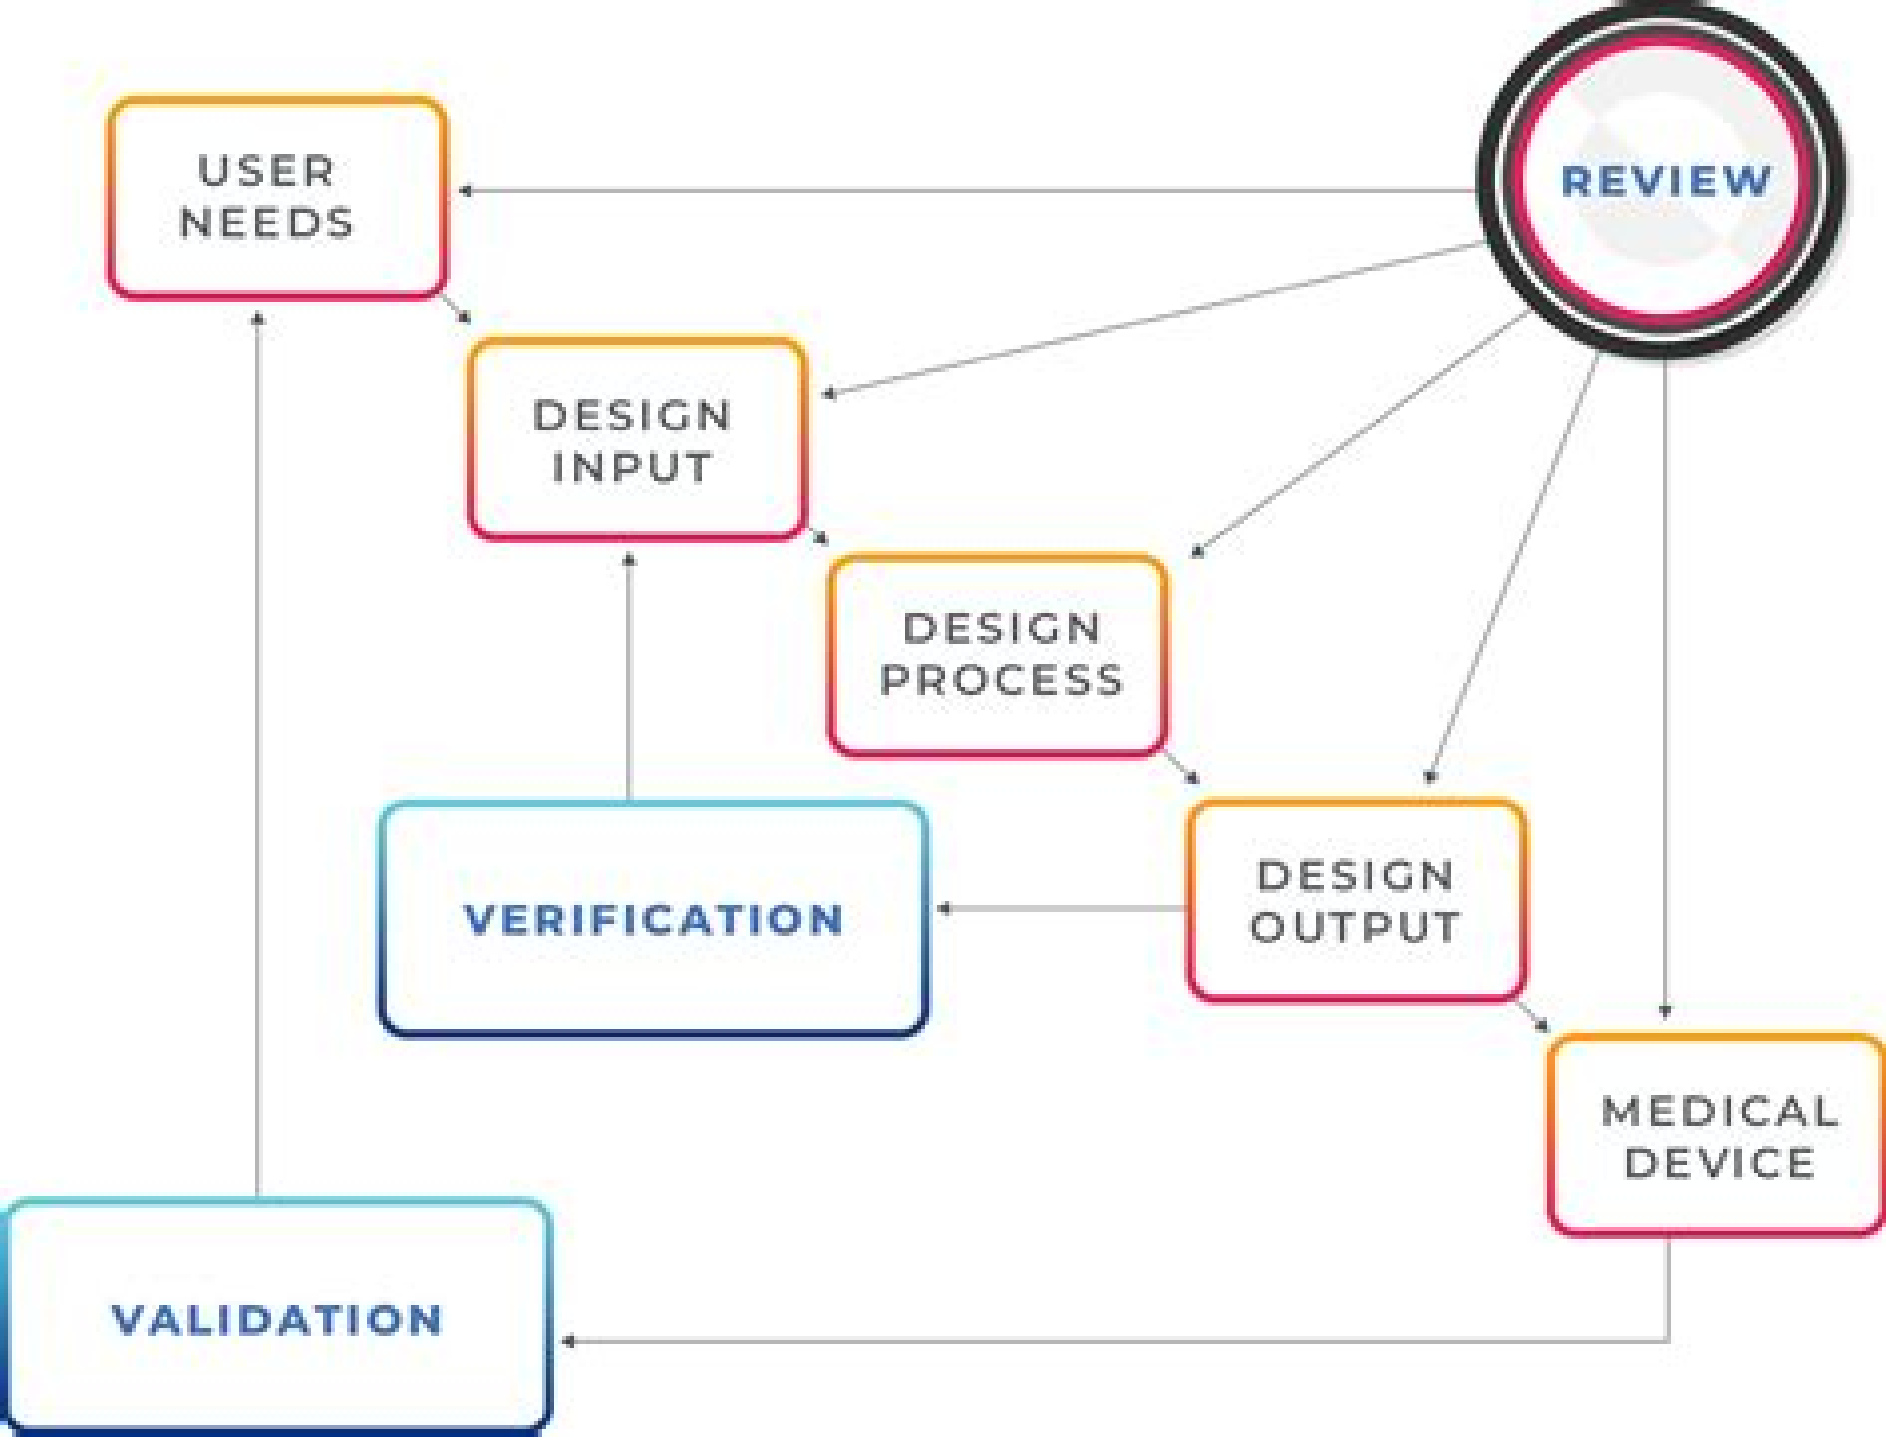 USER
NEEDS
REVIEW
DESIGN
INPUT
DESIGN
PROCESS
DESIGN
OUTPUT
VERIFICATION
MEDICAL
DEVICE
VALIDATION